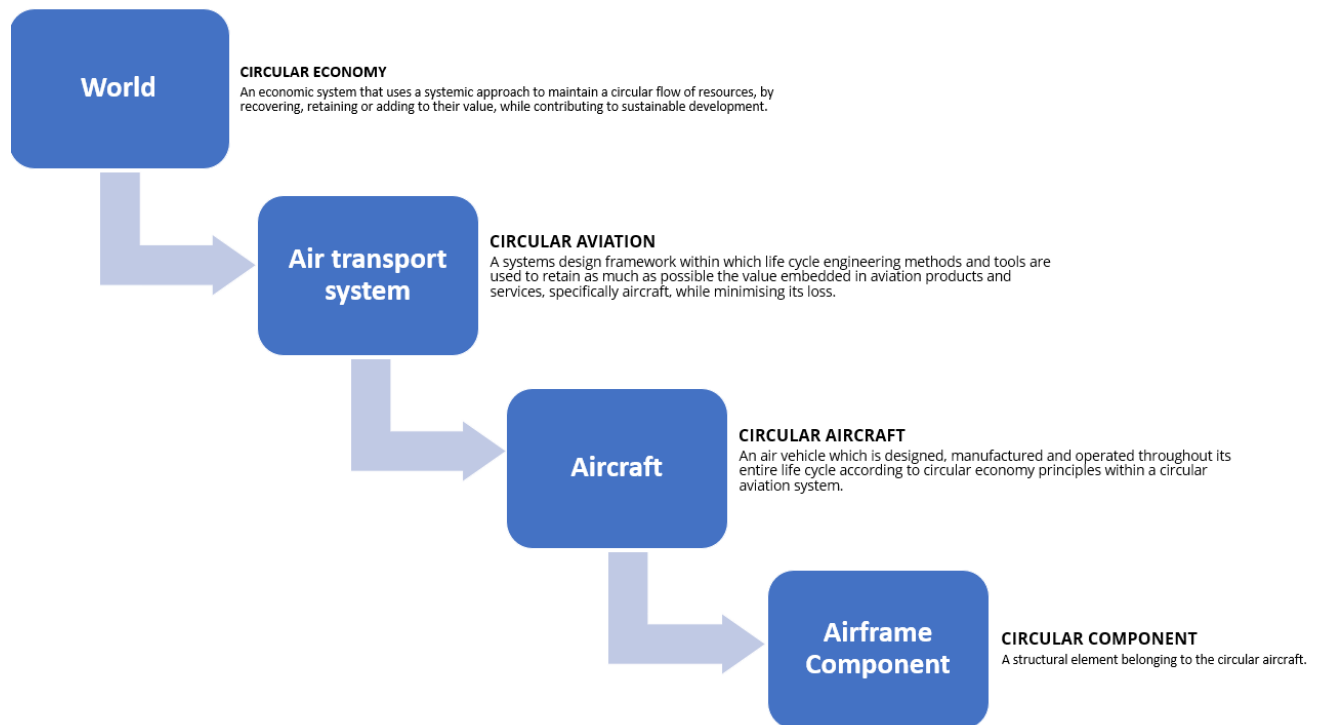 World
CIRCULAR ECONOMY
An economic system that uses a systemic approach to maintain a circular flow of resources, by
recovering, retaining or adding to their value, while contributing to sustainable development.
Air transport
system
CIRCULAR AVIATION
A systems design framework within which life cycle engineering methods and tools are
used to retain as much as possible the value embedded in aviation products and
services, specifically aircraft, while minimising its loss.
Aircraft
CIRCULAR AIRCRAFT
An air vehicle which is designed, manufactured and operated throughout its
entire life cycle according to circular economy principles within a circular
aviation system.
Airframe
Component
CIRCULAR COMPONENT
A structural element belonging to the circular aircraft.